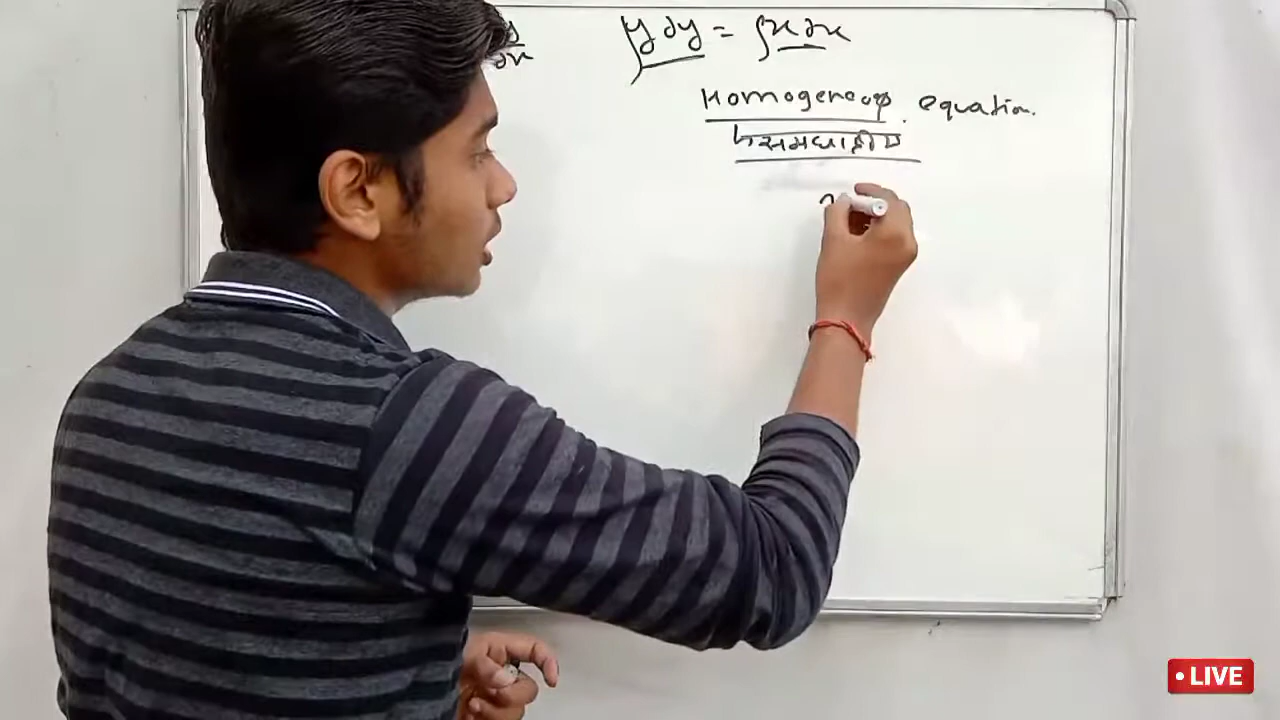 ∫y dy = ∫x dx
Homogeneous equation.
समघातीय
LIVE